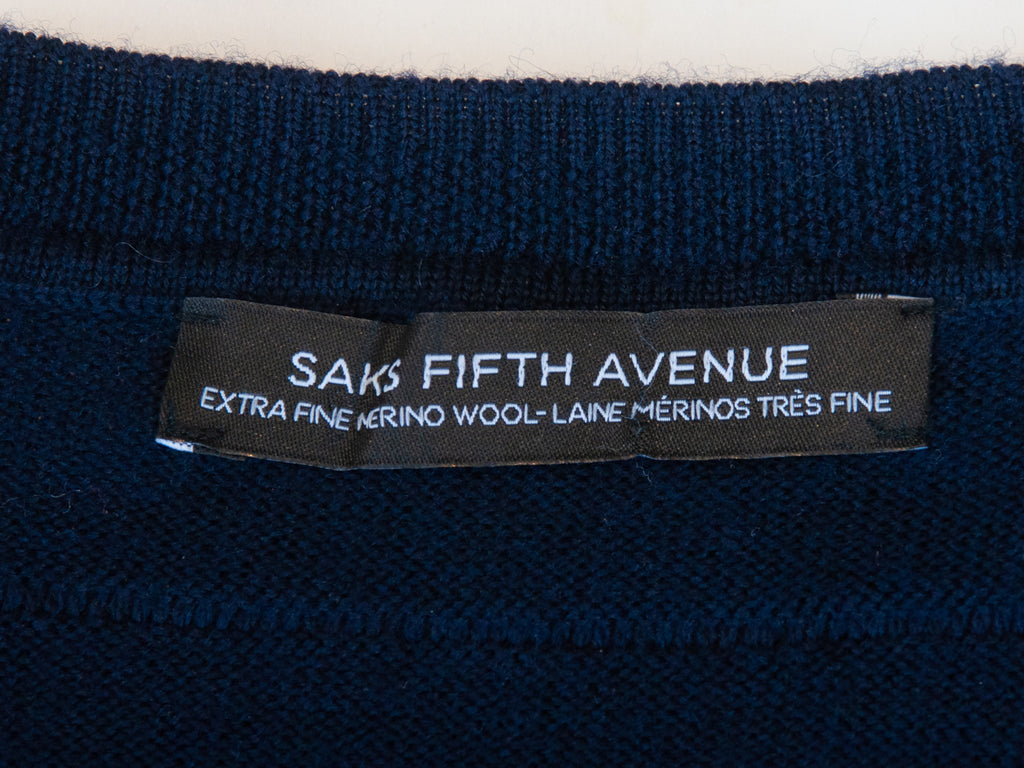 SAKS FIFTH AVENUE
EXTRA FINE MERINO WOOL-LAINE MÉRINOS TRÈS FINE